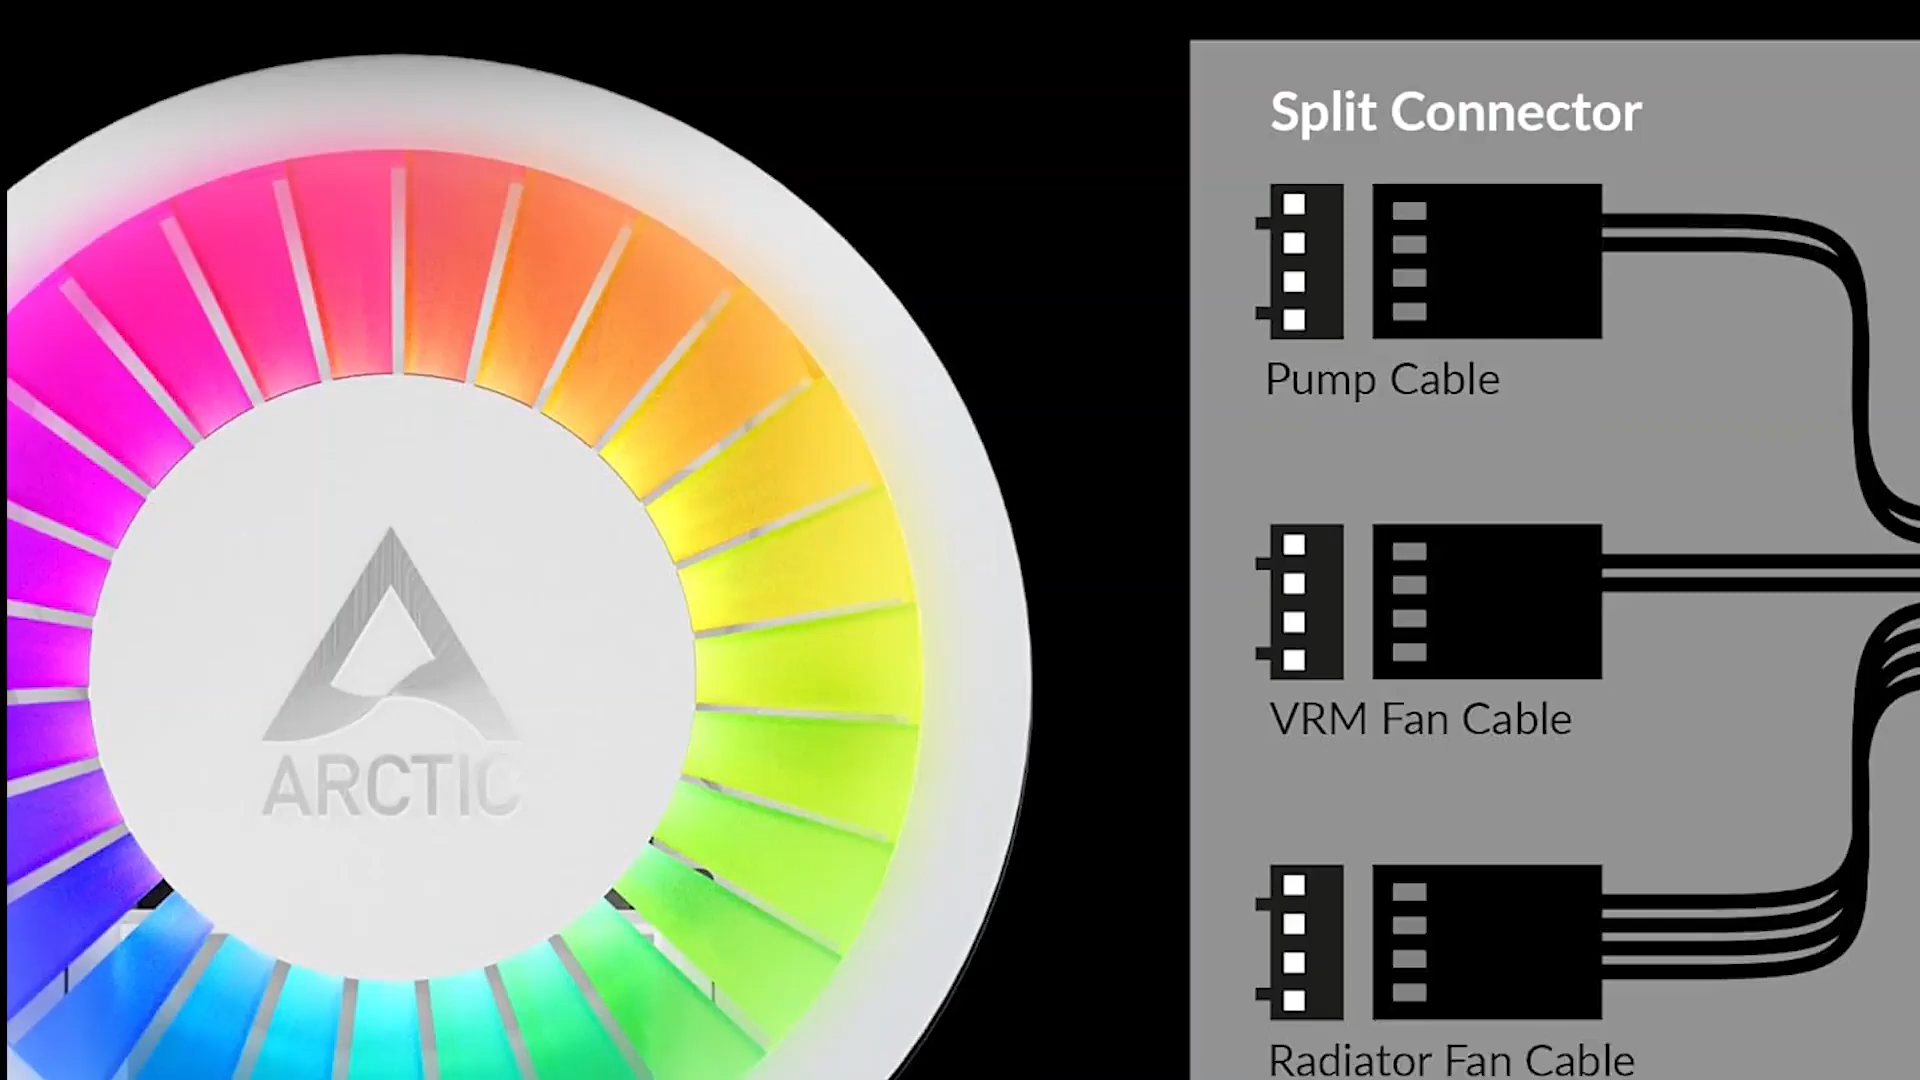 ARCTIC
Split Connector
Pump Cable
VRM Fan Cable
Radiator Fan Cable